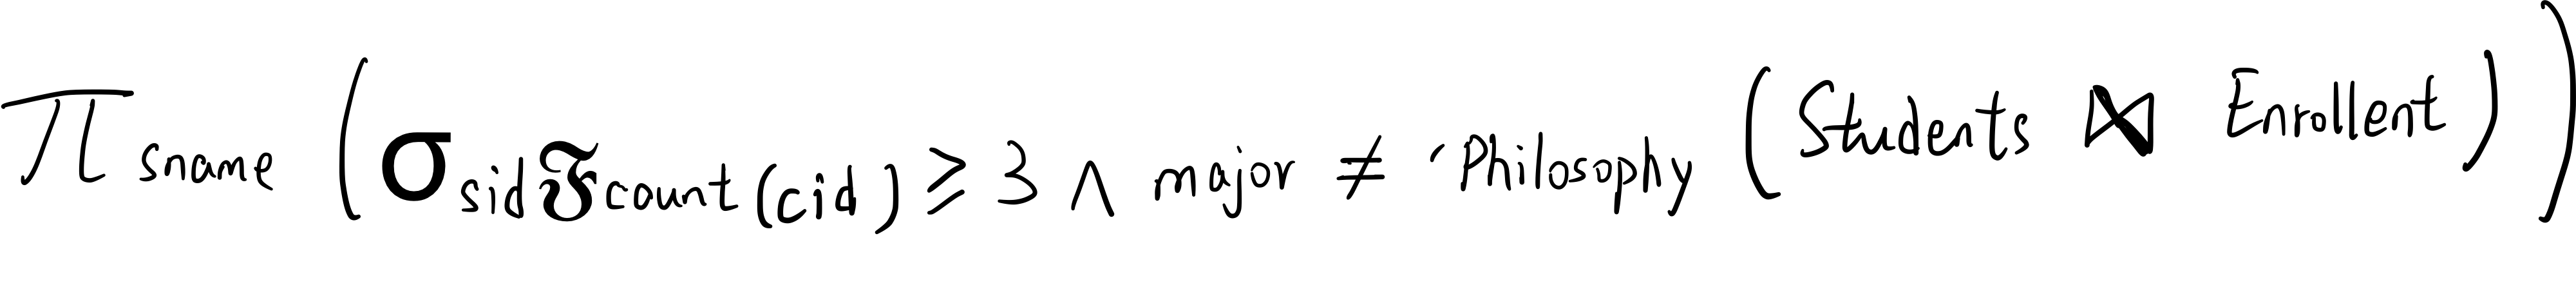 π sname (σ sid 𝔉 count(cid) ⩾ 3 ∧ major ≠ 'Philosophy (Students ⋈ Enrollent))